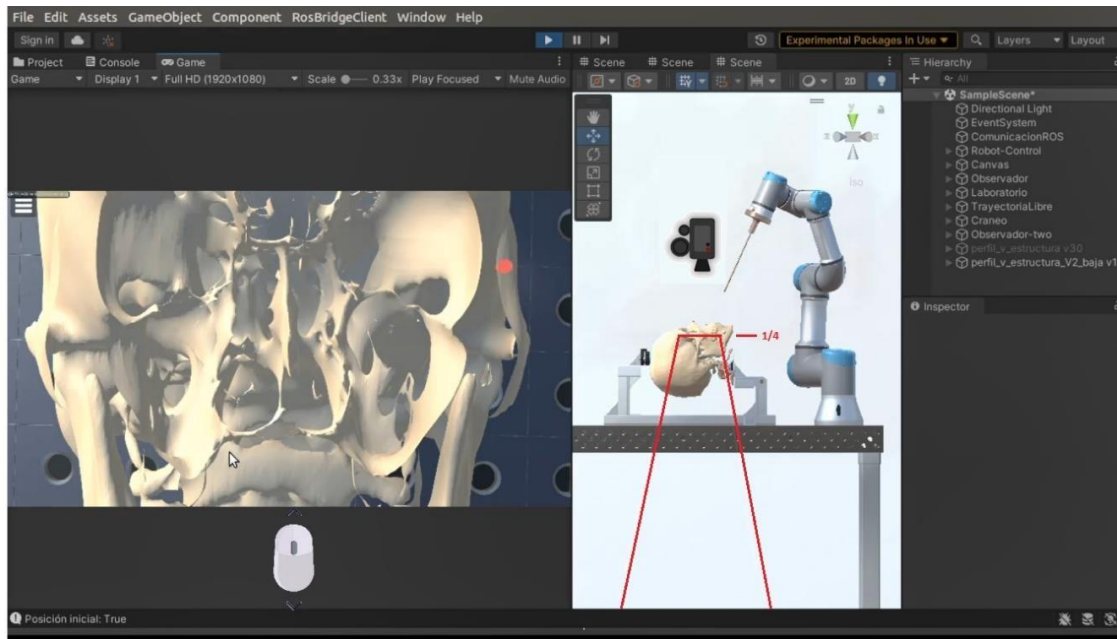 File Edit Assets GameObject Component RosBridgeClient Window Help
Sign in
Experimental Packages In Use
Layers
Layout
Project Console Game
Game Display 1 Full HD (1920x1080) Scale 0.33x Play Focused Mute Audio
Scene Scene Scene
2D
y
Iso
1/4
Hierarchy
All
SampleScene*
Directional Light
EventSystem
ComunicacionROS
Robot-Control
Canvas
Observador
Laboratorio
TrayectoriaLibre
Craneo
Observador-two
perfil_v_estructura v30
perfil_v_estructura_V2_baja v1
Inspector
Posición inicial: True